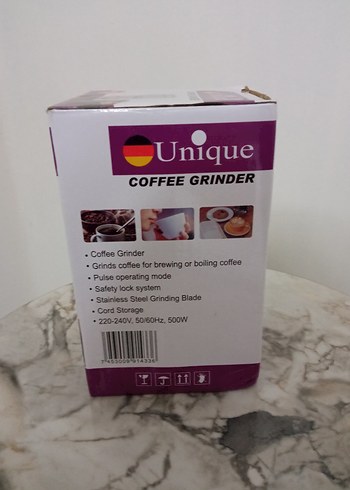 Unique
COFFEE GRINDER
• Coffee Grinder
• Grinds coffee for brewing or boiling coffee
• Pulse operating mode
• Safety lock system
• Stainless Steel Grinding Blade
• Cord Storage
• 220-240V, 50/60Hz, 500W
7453009914336